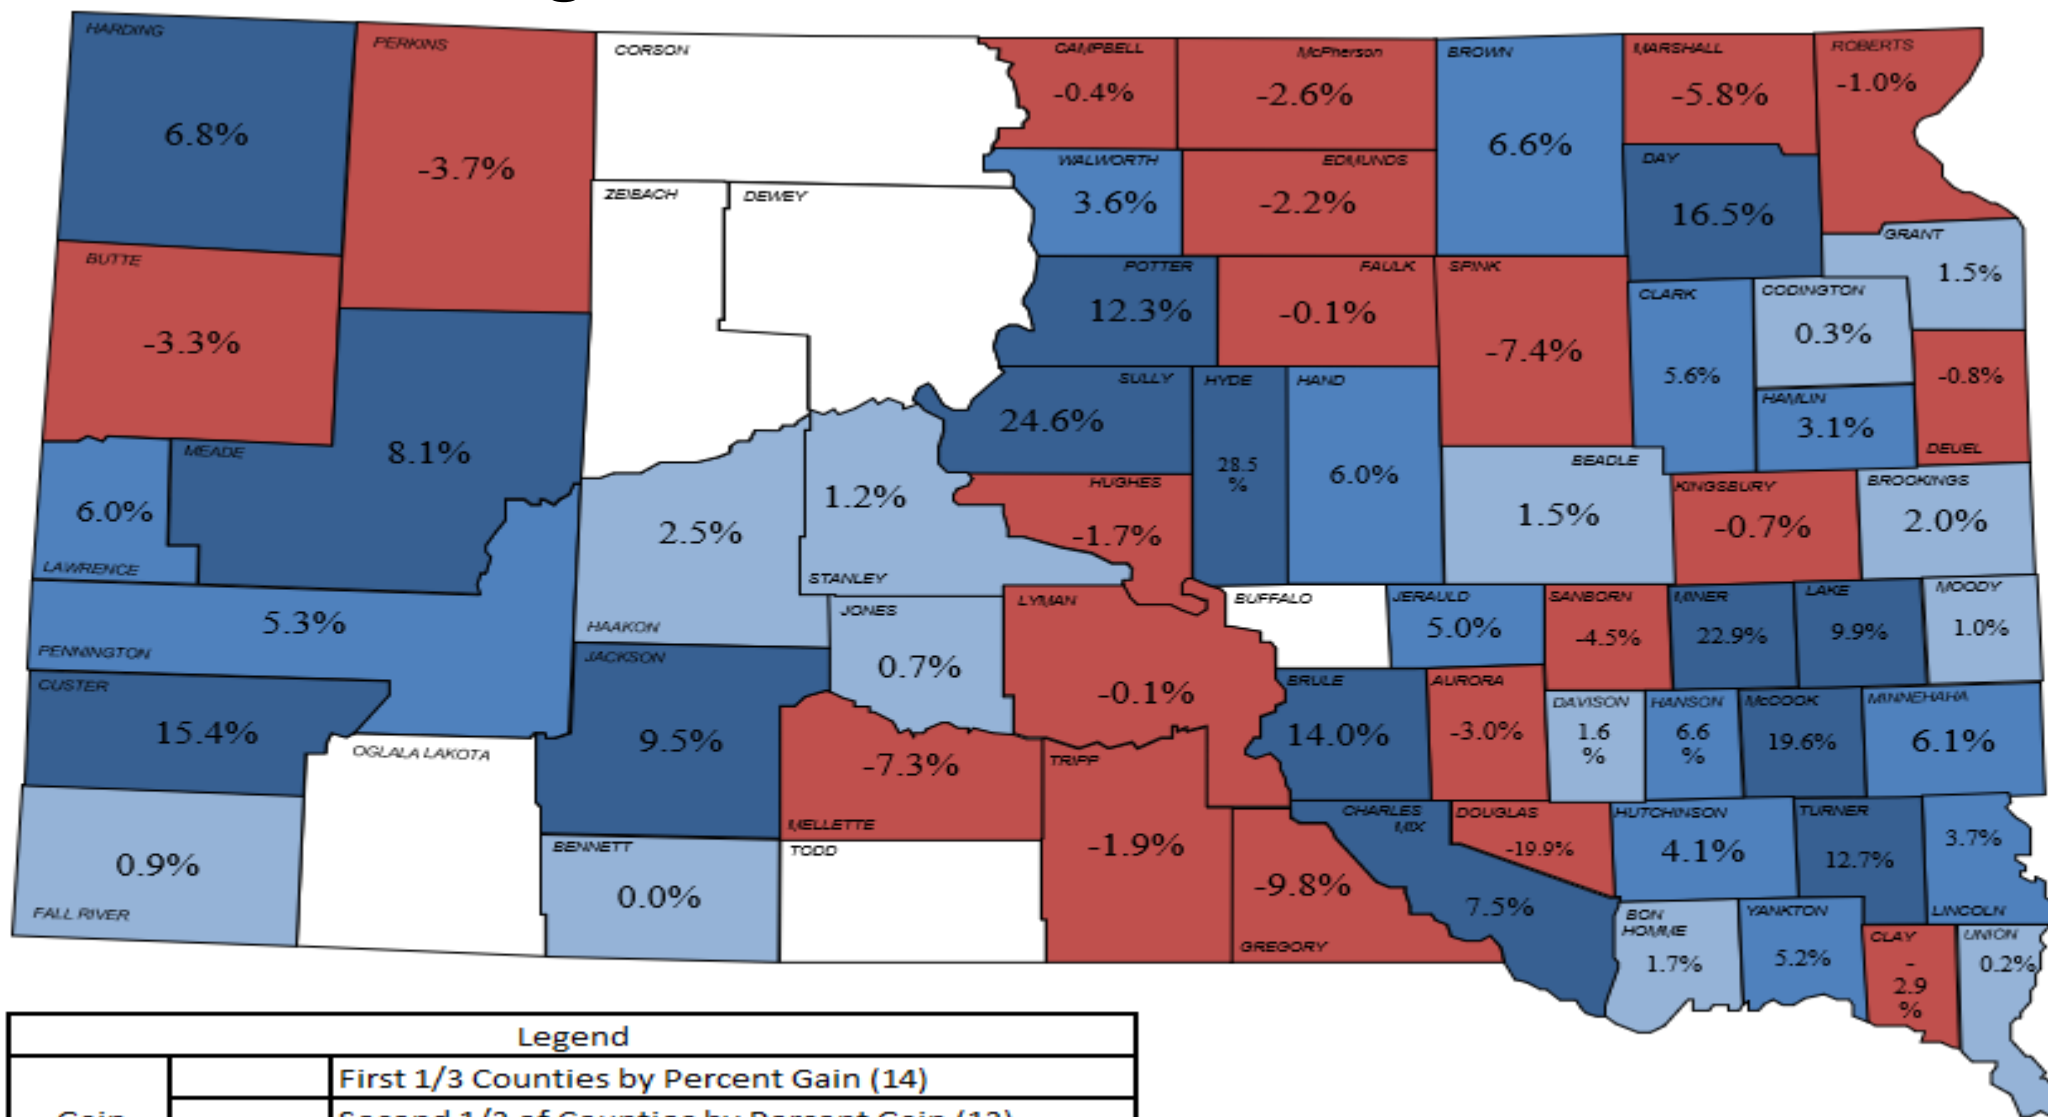 HARDING
6.8%
PERKINS
-3.7%
CORSON
CAMPBELL
-0.4%
McPherson
-2.6%
BROWN
6.6%
MARSHALL
-5.8%
ROBERTS
-1.0%
WALWORTH
3.6%
EDMUNDS
-2.2%
DAY
16.5%
ZEIBACH
DEWEY
GRANT
1.5%
BUTTE
-3.3%
POTTER
12.3%
FAULK
-0.1%
SPINK
-7.4%
CLARK
5.6%
CODINGTON
0.3%
-0.8%
DEUEL
HAMLIN
3.1%
MEADE
8.1%
SULLY
24.6%
HYDE
28.5
%
HAND
6.0%
BEADLE
1.5%
KINGSBURY
-0.7%
BROOKINGS
2.0%
6.0%
LAWRENCE
2.5%
HAAKON
1.2%
STANLEY
HUGHES
-1.7%
5.3%
PENNINGTON
JONES
0.7%
LYMAN
-0.1%
BUFFALO
JERAULD
5.0%
SANBORN
-4.5%
MINER
22.9%
LAKE
9.9%
MOODY
1.0%
CUSTER
15.4%
JACKSON
9.5%
BRULE
14.0%
AURORA
-3.0%
DAVISON
1.6
%
HANSON
6.6
%
McCOOK
19.6%
MINNEHAHA
6.1%
OGLALA LAKOTA
-7.3%
MELLETTE
TRIPP
-1.9%
0.9%
FALL RIVER
BENNETT
0.0%
TODD
-9.8%
GREGORY
CHARLES
MIX
7.5%
DOUGLAS
-19.9%
HUTCHINSON
4.1%
TURNER
12.7%
3.7%
LINCOLN
BON
HOMME
1.7%
YANKTON
5.2%
CLAY
-
2.9
%
UNION
0.2%
Legend
First 1/3 Counties by Percent Gain (14)